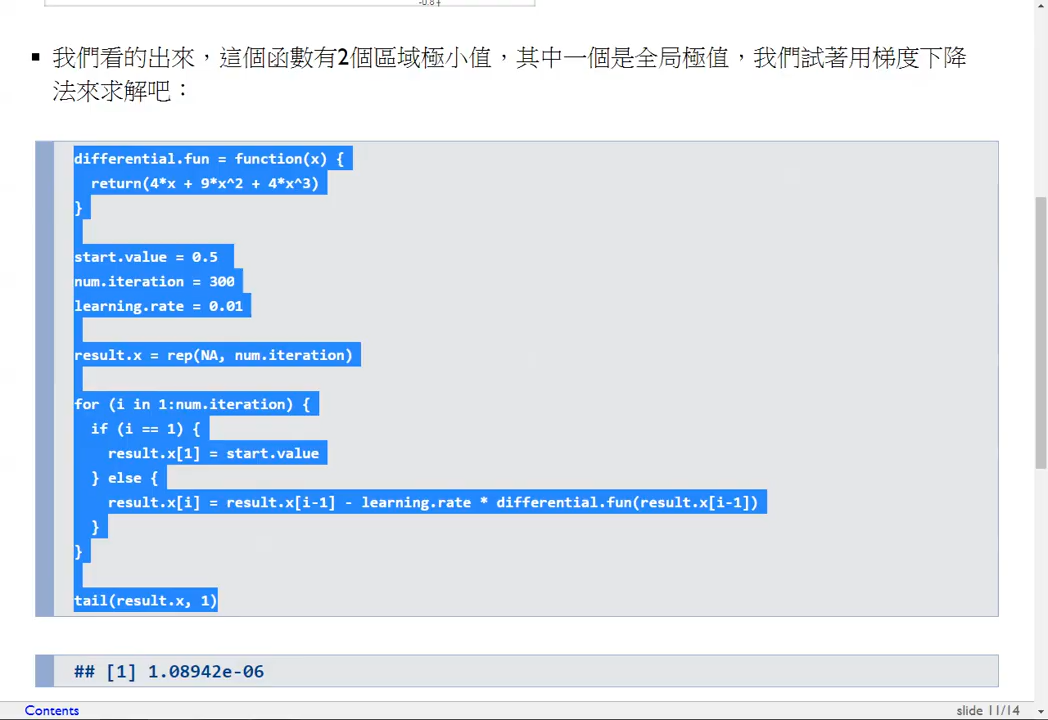 -0.8
▪ 我們看的出來，這個函數有2個區域極小值，其中一個是全局極值，我們試著用梯度下降
法來求解吧：
differential.fun = function(x) {
  return(4*x + 9*x^2 + 4*x^3)
}
start.value = 0.5
num.iteration = 300
learning.rate = 0.01
result.x = rep(NA, num.iteration)
for (i in 1:num.iteration) {
  if (i == 1) {
    result.x[1] = start.value
  } else {
    result.x[i] = result.x[i-1] - learning.rate * differential.fun(result.x[i-1])
  }
}
tail(result.x, 1)
## [1] 1.08942e-06
Contents
slide 11/14